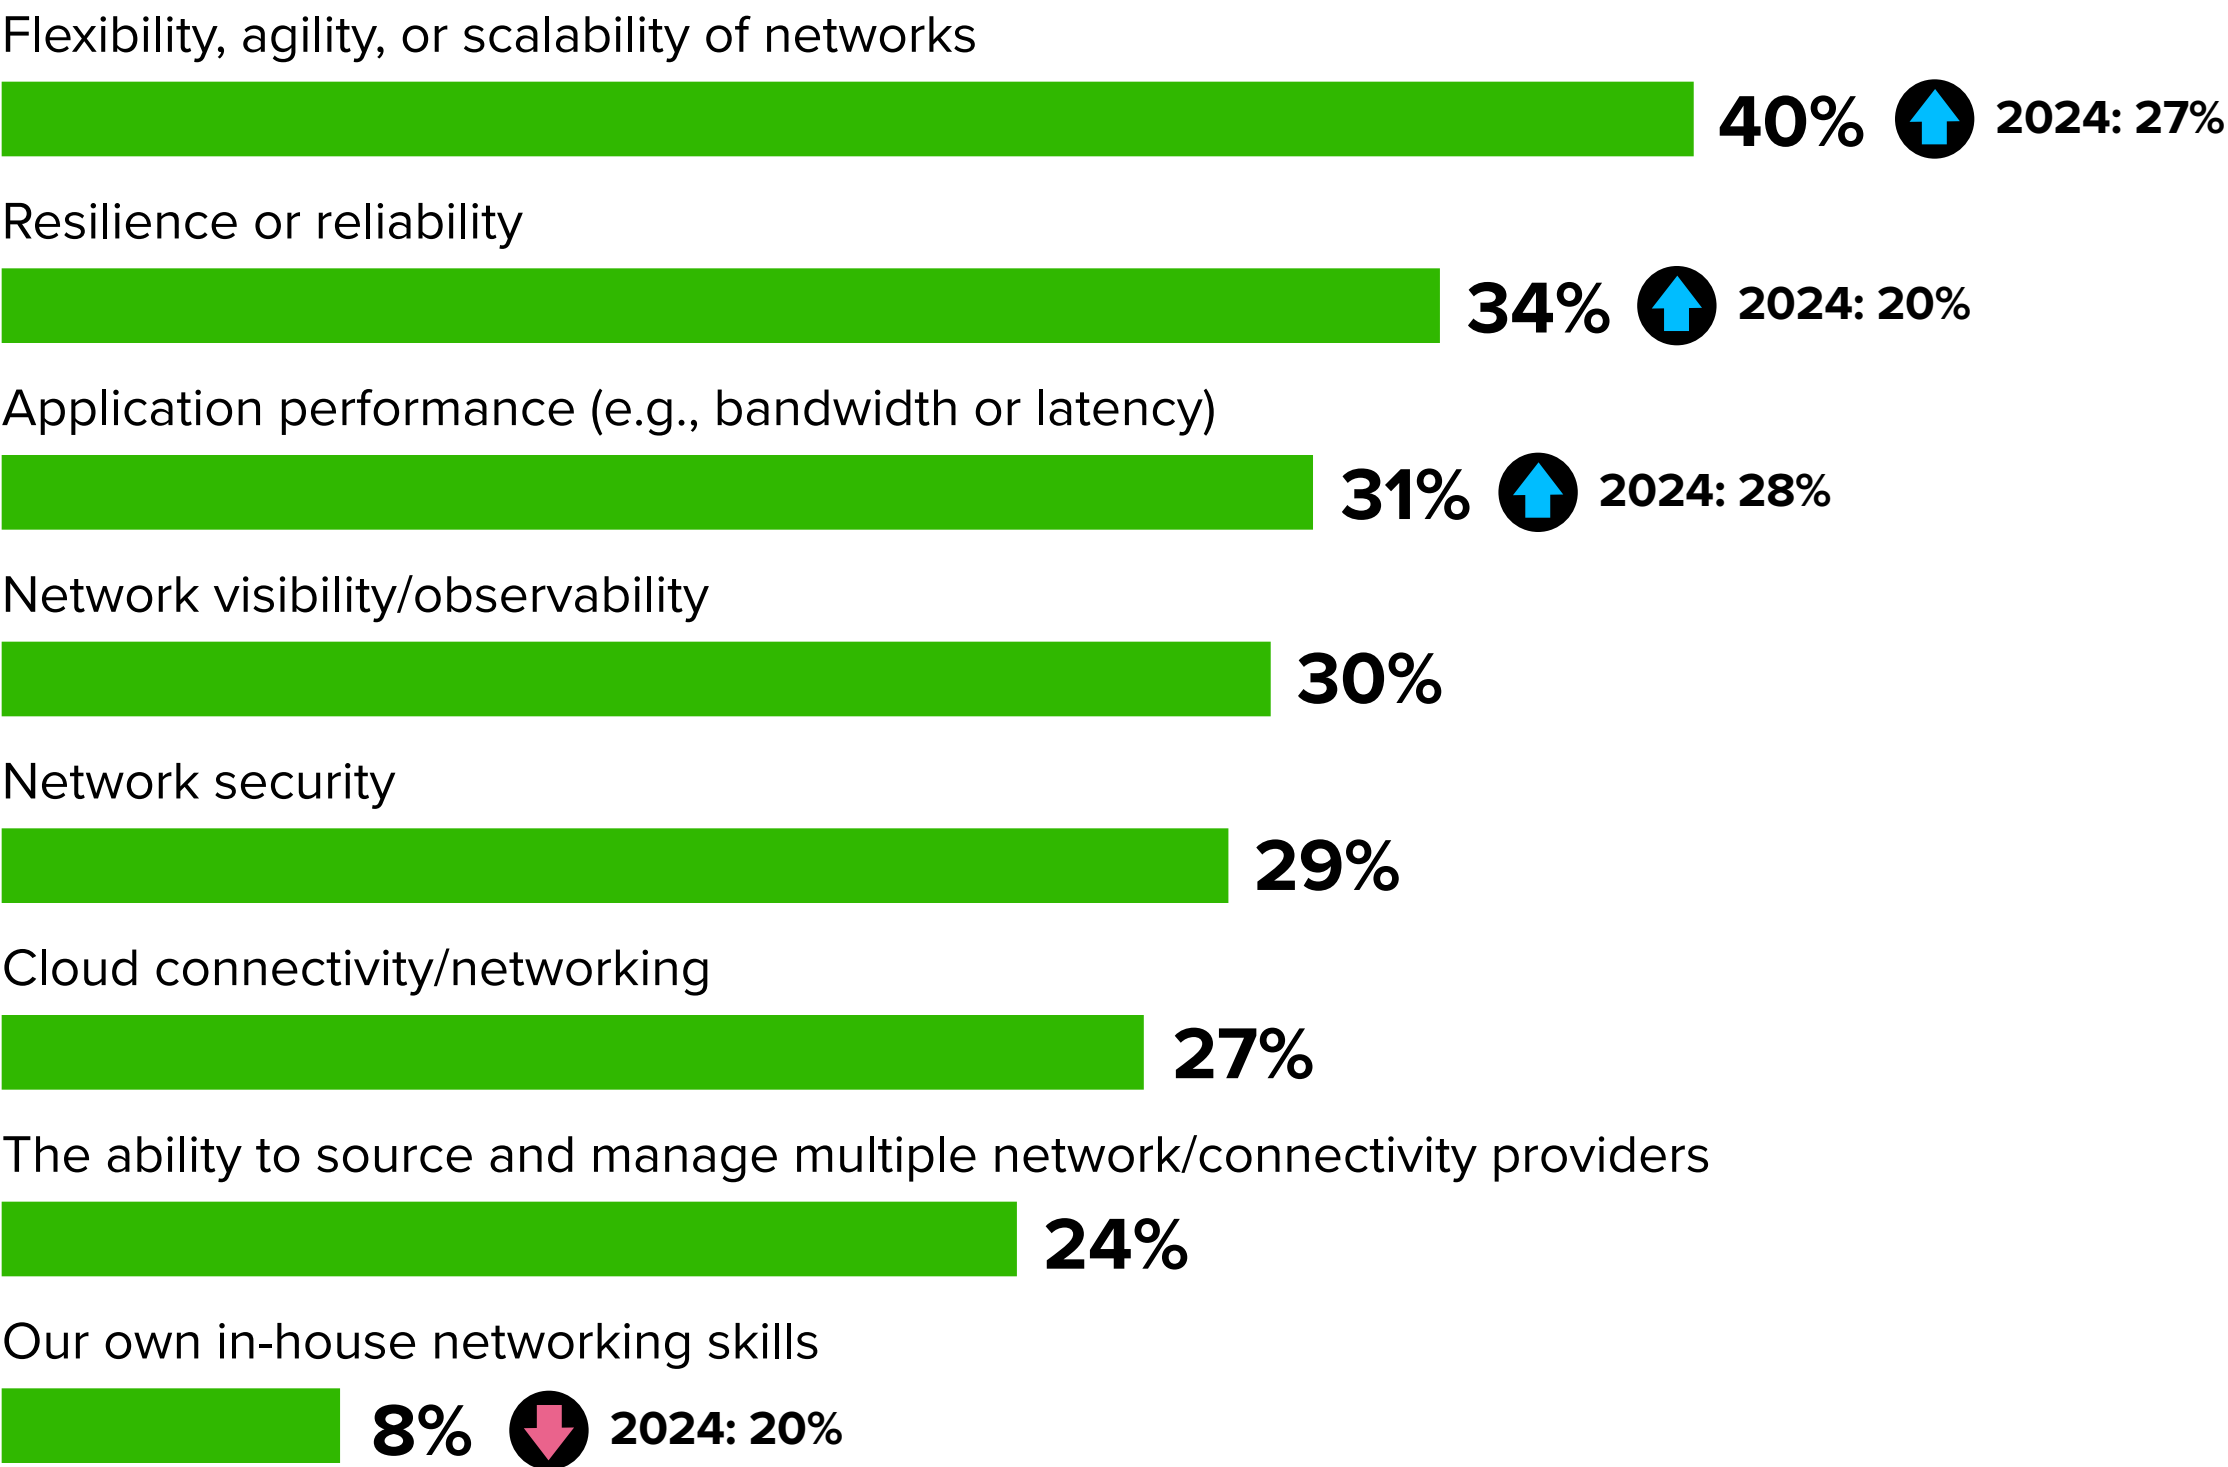 Flexibility, agility, or scalability of networks
40% 2024: 27%
Resilience or reliability
34% 2024: 20%
Application performance (e.g., bandwidth or latency)
31% 2024: 28%
Network visibility/observability
30%
Network security
29%
Cloud connectivity/networking
27%
The ability to source and manage multiple network/connectivity providers
24%
Our own in-house networking skills
8% 2024: 20%